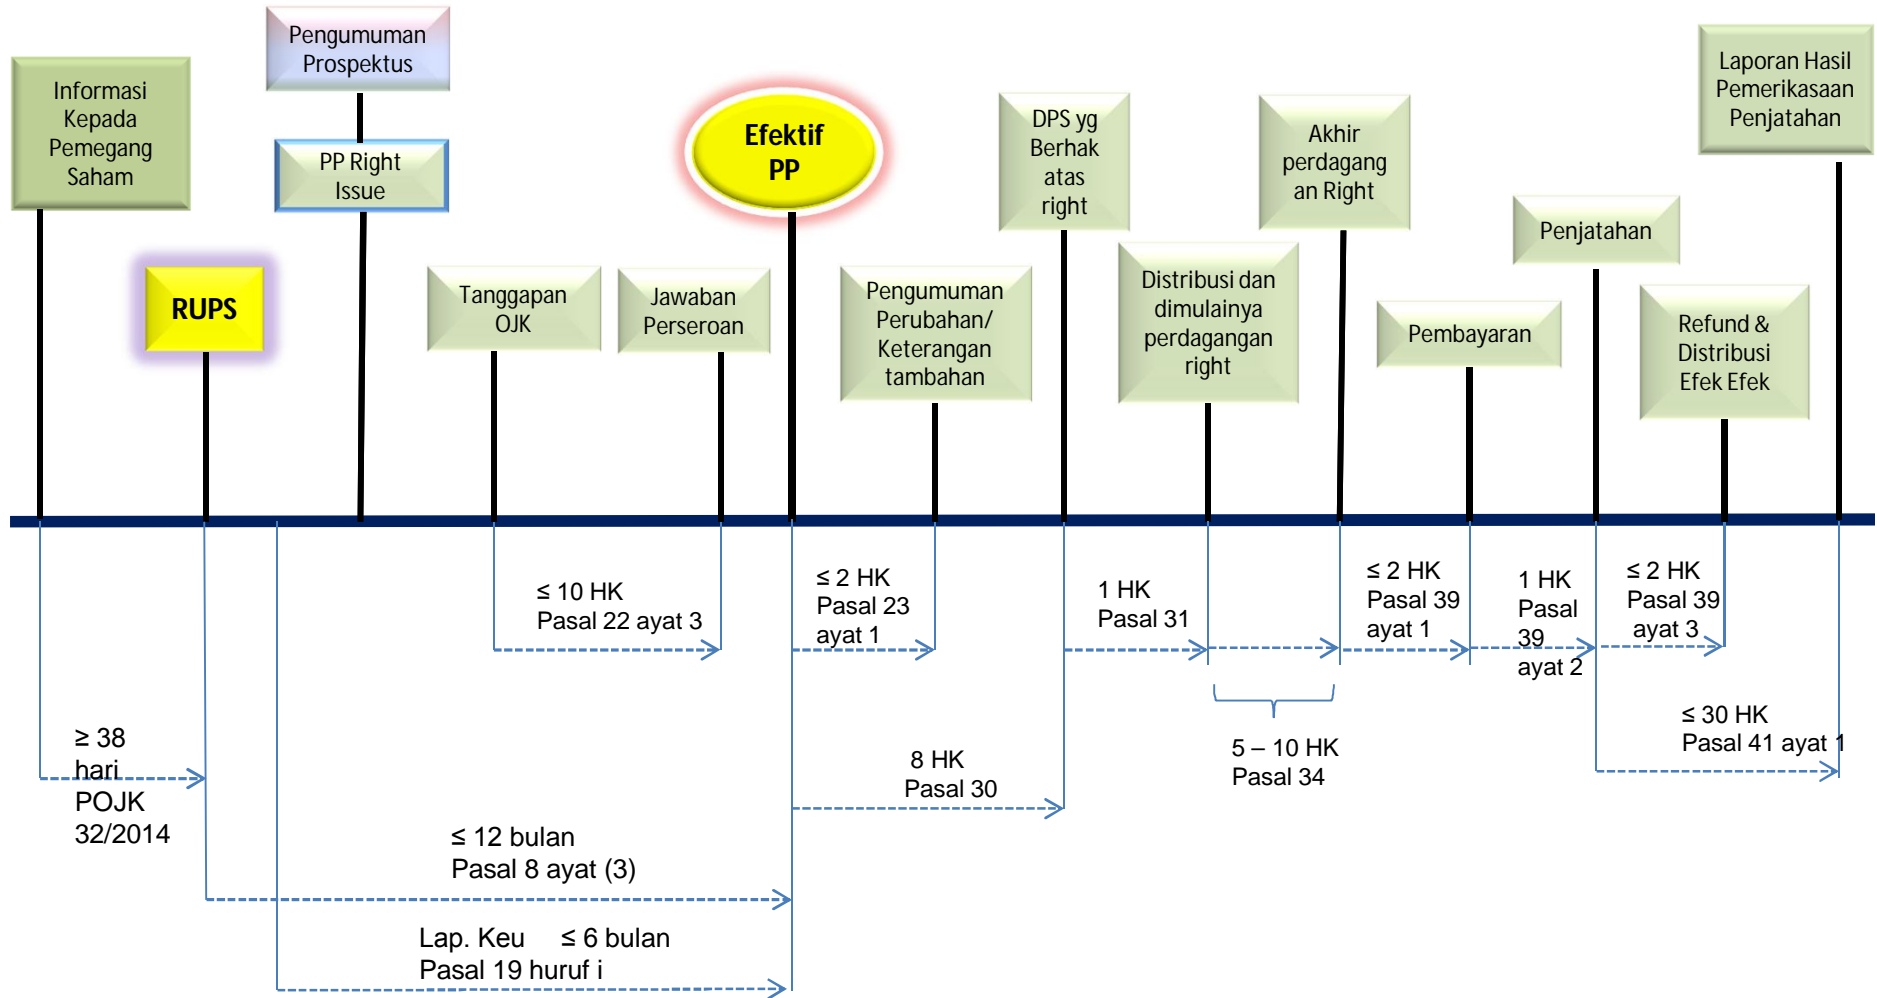 Informasi
Kepada
Pemegang
Saham
RUPS
Pengumuman
Prospektus
PP Right
Issue
Tanggapan
OJK
Jawaban
Perseroan
Efektif
PP
Pengumuman
Perubahan/
Keterangan
tambahan
DPS yg
Berhak
atas
right
Distribusi dan
dimulainya
perdagangan
right
Akhir
perdagang
an Right
Pembayaran
Penjatahan
Refund &
Distribusi
Efek Efek
Laporan Hasil
Pemerikasaan
Penjatahan
≤ 10 HK
Pasal 22 ayat 3
≤ 2 HK
Pasal 23
ayat 1
1 HK
Pasal 31
≤ 2 HK
Pasal 39
ayat 1
1 HK
Pasal
39
ayat 2
≤ 2 HK
Pasal 39
ayat 3
≥ 38
hari
POJK
32/2014
8 HK
Pasal 30
5 – 10 HK
Pasal 34
≤ 30 HK
Pasal 41 ayat 1
≤ 12 bulan
Pasal 8 ayat (3)
Lap. Keu ≤ 6 bulan
Pasal 19 huruf i